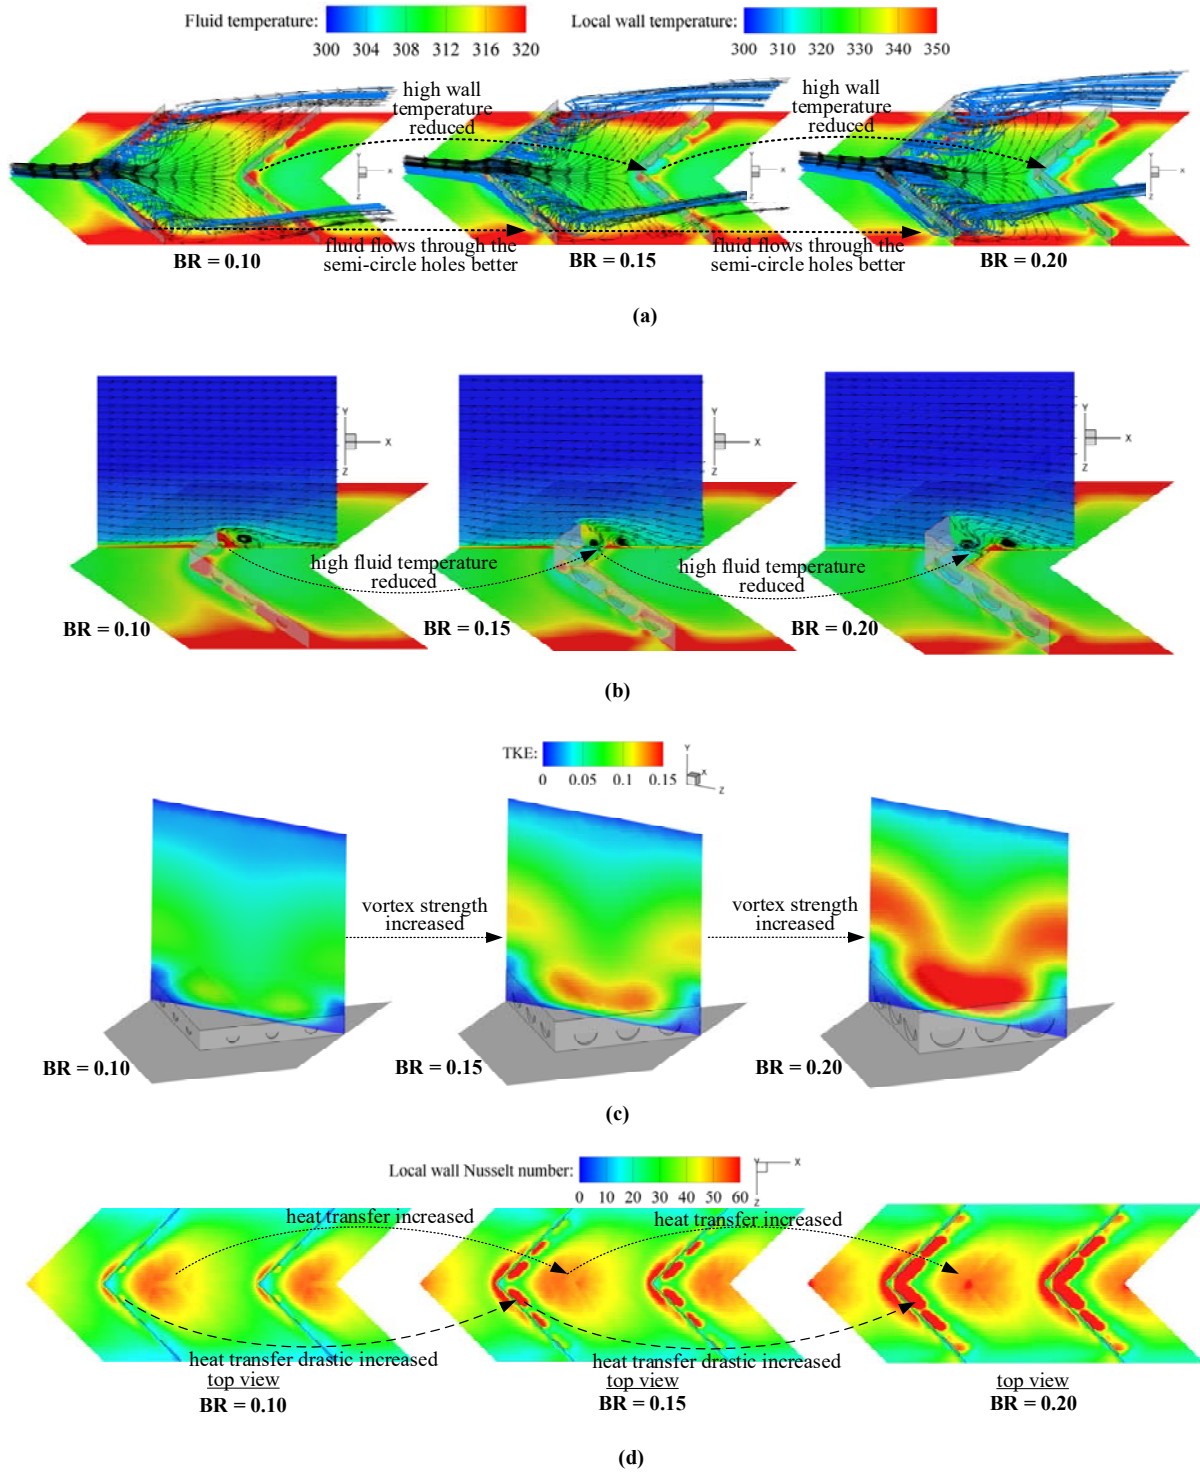 Fluid temperature:
300 304 308 312 316 320
Local wall temperature:
300 310 320 330 340 350
high wall
temperature
reduced
high wall
temperature
reduced
Y
X
Z
Y
X
Z
Y
X
Z
fluid flows through the
semi-circle holes better
fluid flows through the
semi-circle holes better
BR = 0.10
BR = 0.15
BR = 0.20
(a)
Y
X
Z
Y
X
Z
Y
X
Z
high fluid temperature
reduced
high fluid temperature
reduced
BR = 0.10
BR = 0.15
BR = 0.20
(b)
TKE:
0 0.05 0.1 0.15
Y
X
Z
vortex strength
increased
vortex strength
increased
BR = 0.10
BR = 0.15
BR = 0.20
(c)
Local wall Nusselt number:
0 10 20 30 40 50 60
Y
X
Z
heat transfer increased
heat transfer increased
heat transfer drastic increased
heat transfer drastic increased
top view
top view
top view
BR = 0.10
BR = 0.15
BR = 0.20
(d)